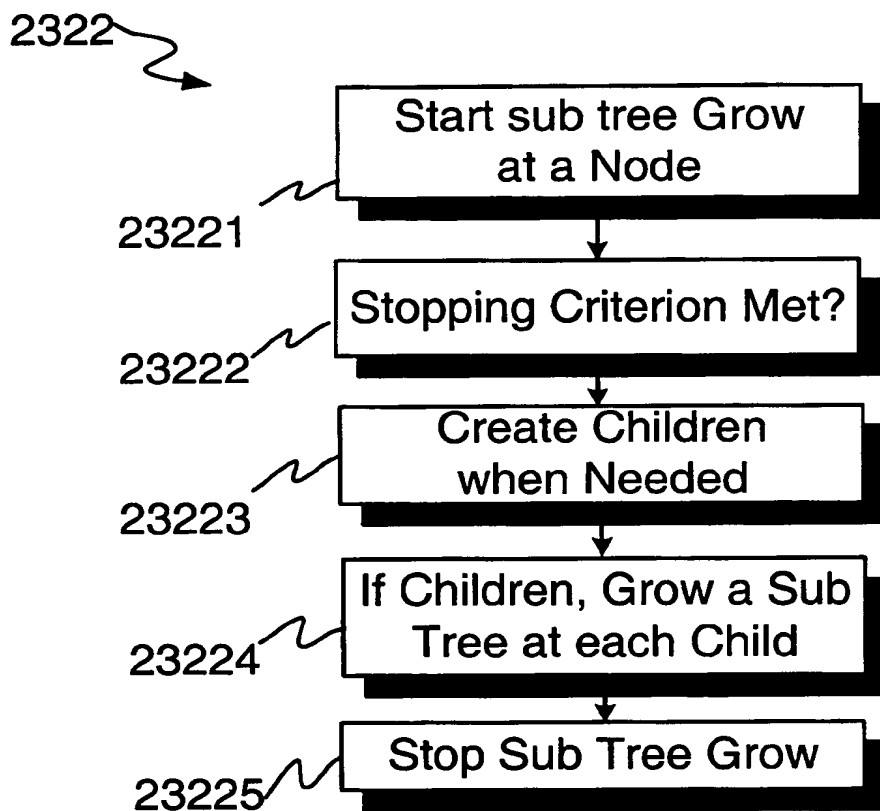 2322
Start sub tree Grow
at a Node
23221
Stopping Criterion Met?
23222
Create Children
when Needed
23223
If Children, Grow a Sub
Tree at each Child
23224
Stop Sub Tree Grow
23225